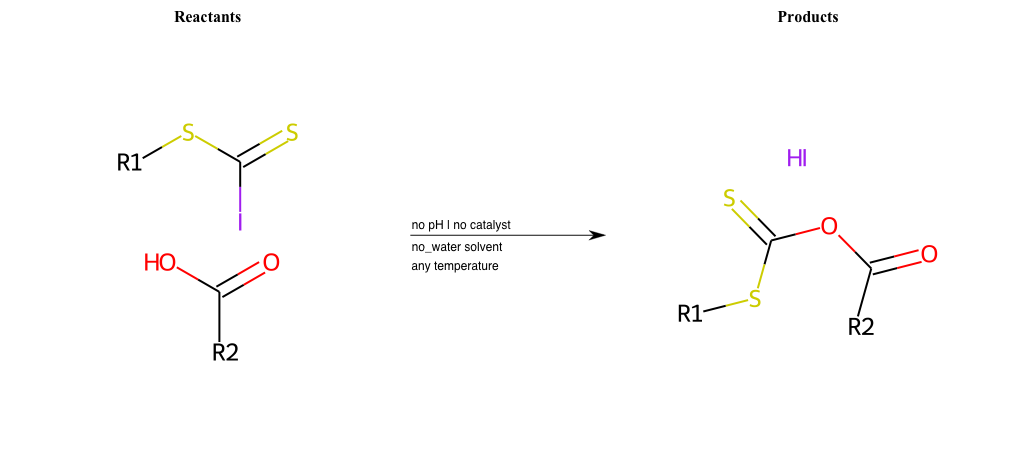 Reactants
Products
S
S
R1
I
HO
O
R2
no pH | no catalyst
no_water solvent
any temperature
HI
S
O
O
S
R1
R2